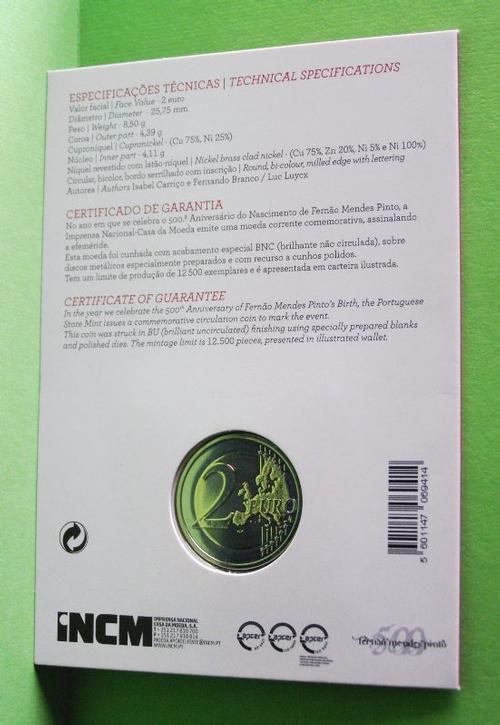 ESPECIFICAÇÕES TÉCNICAS | TECHNICAL SPECIFICATIONS
Valor facial | Face Value · 2 euro
Diâmetro | Diameter · 25,75 mm
Peso | Weight · 8,50 g
Coroa | Outer part · 4,39 g
Cuproníquel | Cupronickel · (Cu 75%, Ni 25%)
Núcleo | Inner part · 4,11 g
Níquel revestido com latão-níquel | Nickel brass clad nickel · (Cu 75%, Zn 20%, Ni 5% e Ni 100%)
Circular, bicolor, bordo serrilhado com inscrição | Round, bi-colour, milled edge with lettering
Autores | Authors Isabel Carriço e Fernando Branco / Luc Luycx
CERTIFICADO DE GARANTIA
No ano em que se celebra o 500.º Aniversário do Nascimento de Fernão Mendes Pinto, a
Imprensa Nacional-Casa da Moeda emite uma moeda corrente comemorativa, assinalando
a efeméride.
Esta moeda foi cunhada com acabamento especial BNC (brilhante não circulada), sobre
discos metálicos especialmente preparados e com recurso a cunhos polidos.
Tem um limite de produção de 12 500 exemplares e é apresentada em carteira ilustrada.
CERTIFICATE OF GUARANTEE
In the year we celebrate the 500th Anniversary of Fernão Mendes Pinto's Birth, the Portuguese
State Mint issues a commemorative circulation coin to mark the event.
This coin was struck in BU (brilliant uncirculated) finishing using specially prepared blanks
and polished dies. The mintage limit is 12.500 pieces, presented in illustrated wallet.
2 EURO
5 601147 069414
INCM
IMPRENSA NACIONAL
CASA DA MOEDA, S.A.
WWW.INCM.PT
apcer apcer apcer
500
fernão mendes pinto